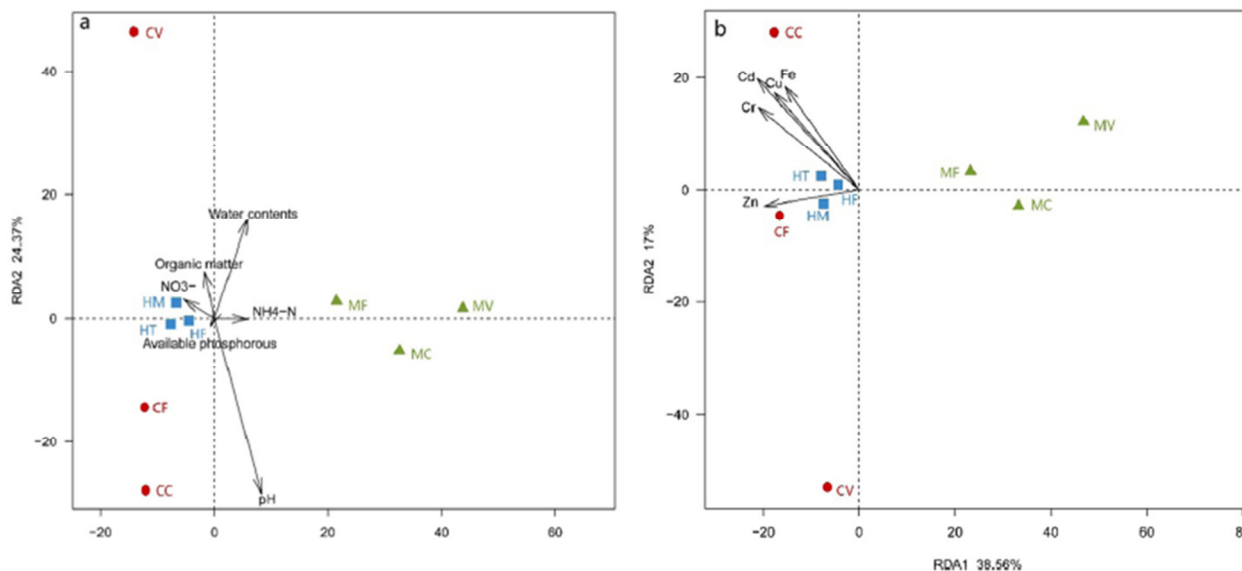 a
CV
40
20
Water contents
Organic matter
NO3−
HM
NH4−N
MF
MV
0
HT
HF
Available phosphorous
MC
CF
−20
CC
pH
−20
0
20
40
60
RDA2 24.37%
b
CC
20
Cd
Cu
Fe
Cr
MV
HT
MF
HF
0
Zn
HM
MC
CF
−20
−40
CV
−20
0
20
40
60
80
RDA2 17%
RDA1 38.56%